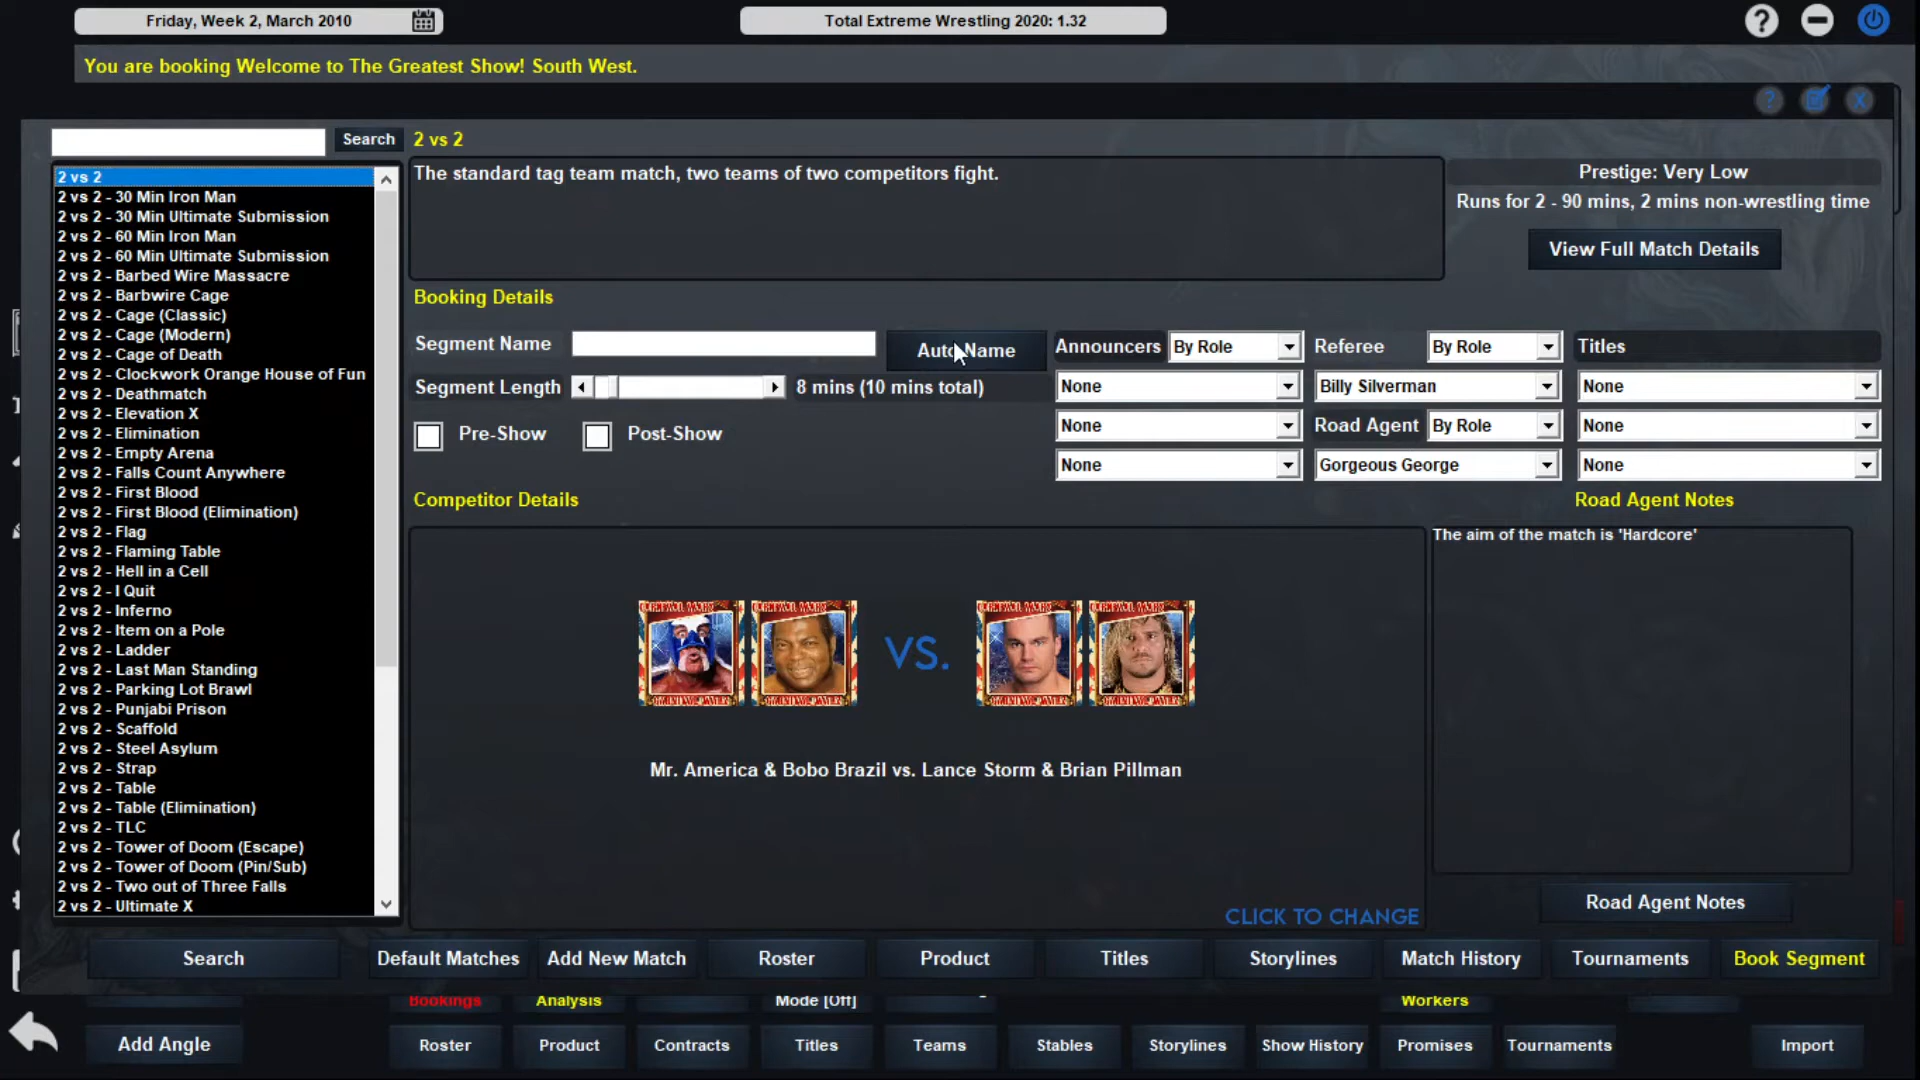 Friday, Week 2, March 2010
Total Extreme Wrestling 2020: 1.32
You are booking Welcome to The Greatest Show! South West.
Search
2 vs 2
2 vs 2
2 vs 2 - 30 Min Iron Man
2 vs 2 - 30 Min Ultimate Submission
2 vs 2 - 60 Min Iron Man
2 vs 2 - 60 Min Ultimate Submission
2 vs 2 - Barbed Wire Massacre
2 vs 2 - Barbwire Cage
2 vs 2 - Cage (Classic)
2 vs 2 - Cage (Modern)
2 vs 2 - Cage of Death
2 vs 2 - Clockwork Orange House of Fun
2 vs 2 - Deathmatch
2 vs 2 - Elevation X
2 vs 2 - Elimination
2 vs 2 - Empty Arena
2 vs 2 - Falls Count Anywhere
2 vs 2 - First Blood
2 vs 2 - First Blood (Elimination)
2 vs 2 - Flag
2 vs 2 - Flaming Table
2 vs 2 - Hell in a Cell
2 vs 2 - I Quit
2 vs 2 - Inferno
2 vs 2 - Item on a Pole
2 vs 2 - Ladder
2 vs 2 - Last Man Standing
2 vs 2 - Parking Lot Brawl
2 vs 2 - Punjabi Prison
2 vs 2 - Scaffold
2 vs 2 - Steel Asylum
2 vs 2 - Strap
2 vs 2 - Table
2 vs 2 - Table (Elimination)
2 vs 2 - TLC
2 vs 2 - Tower of Doom (Escape)
2 vs 2 - Tower of Doom (Pin/Sub)
2 vs 2 - Two out of Three Falls
2 vs 2 - Ultimate X
The standard tag team match, two teams of two competitors fight.
Prestige: Very Low
Runs for 2 - 90 mins, 2 mins non-wrestling time
View Full Match Details
Booking Details
Segment Name
Auto Name
Announcers By Role
Referee By Role
Titles
Segment Length
8 mins (10 mins total)
None
Billy Silverman
None
Pre-Show
Post-Show
None
Road Agent By Role
None
None
Gorgeous George
None
Competitor Details
Road Agent Notes
The aim of the match is 'Hardcore'
VS.
Mr. America & Bobo Brazil vs. Lance Storm & Brian Pillman
CLICK TO CHANGE
Road Agent Notes
Search
Default Matches
Add New Match
Roster
Product
Titles
Storylines
Match History
Tournaments
Book Segment
Bookings
Analysis
Mode [Off]
Workers
Add Angle
Roster
Product
Contracts
Titles
Teams
Stables
Storylines
Show History
Promises
Tournaments
Import